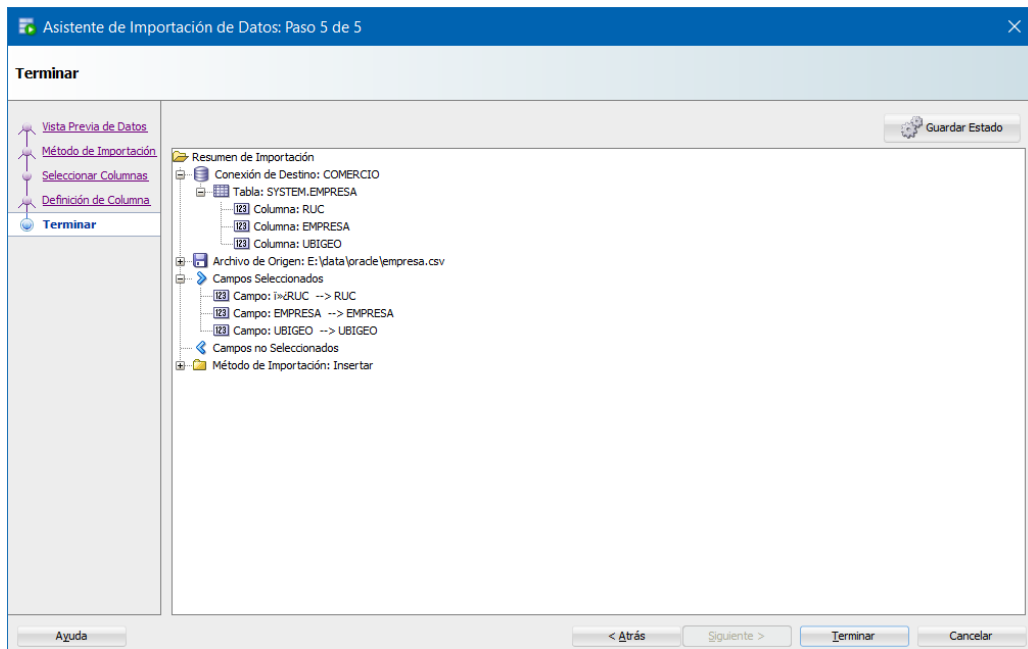 Asistente de Importación de Datos: Paso 5 de 5
Terminar
Vista Previa de Datos
Método de Importación
Seleccionar Columnas
Definición de Columna
Terminar
Guardar Estado
Resumen de Importación
Conexión de Destino: COMERCIO
Tabla: SYSTEM.EMPRESA
Columna: RUC
Columna: EMPRESA
Columna: UBIGEO
Archivo de Origen: E:\data\oracle\empresa.csv
Campos Seleccionados
Campo: ï»¿RUC --> RUC
Campo: EMPRESA --> EMPRESA
Campo: UBIGEO --> UBIGEO
Campos no Seleccionados
Método de Importación: Insertar
Ayuda
< Atrás
Siguiente >
Terminar
Cancelar